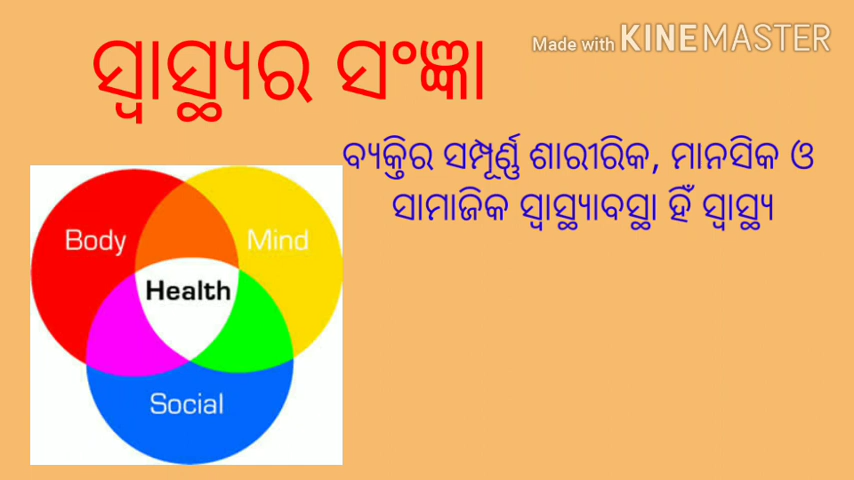 ସ୍ୱାସ୍ଥ୍ୟର ସଂଜ୍ଞା
Made with KINEMASTER
ବ୍ୟକ୍ତିର ସମ୍ପୂର୍ଣ୍ଣ ଶାରୀରିକ, ମାନସିକ ଓ
ସାମାଜିକ ସ୍ୱାସ୍ଥ୍ୟାବସ୍ଥା ହିଁ ସ୍ୱାସ୍ଥ୍ୟ
Body
Mind
Health
Social